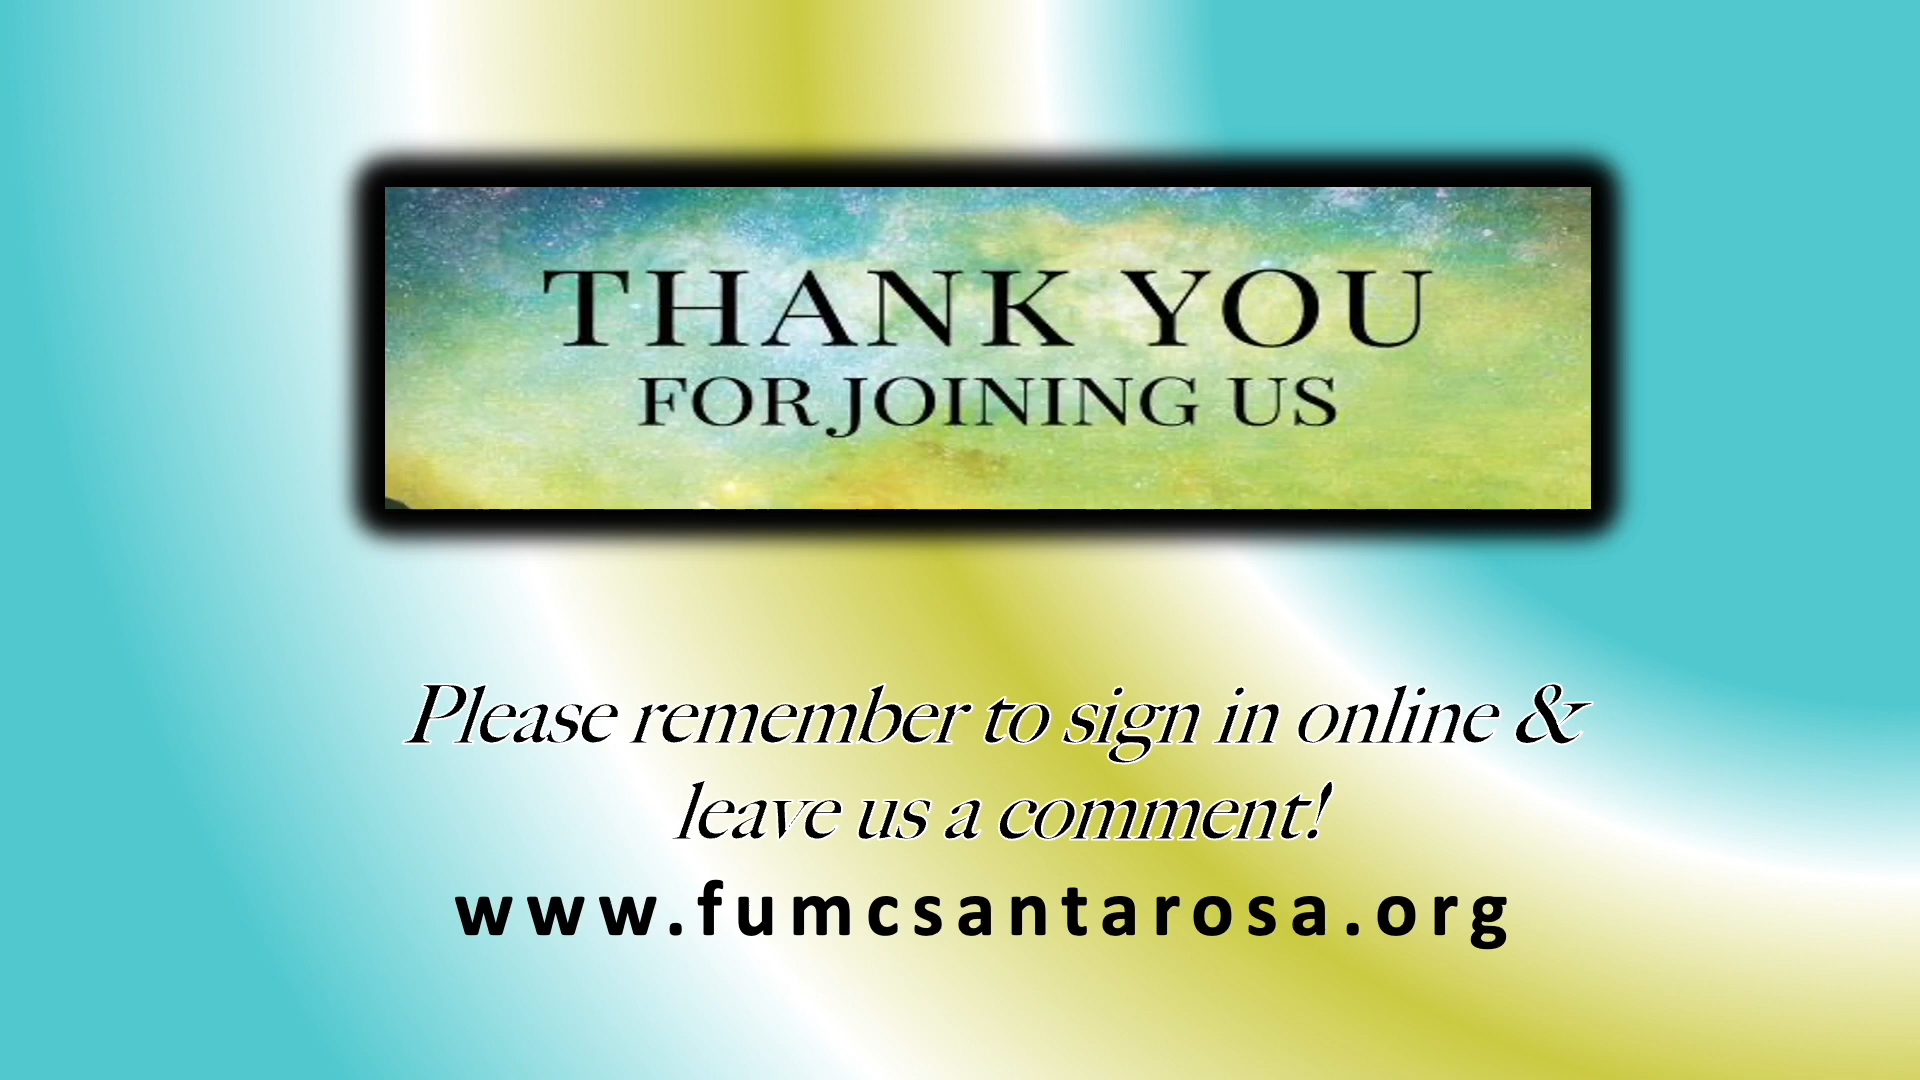 THANK YOU
FOR JOINING US
Please remember to sign in online &
leave us a comment!
www.fumcsantarosa.org